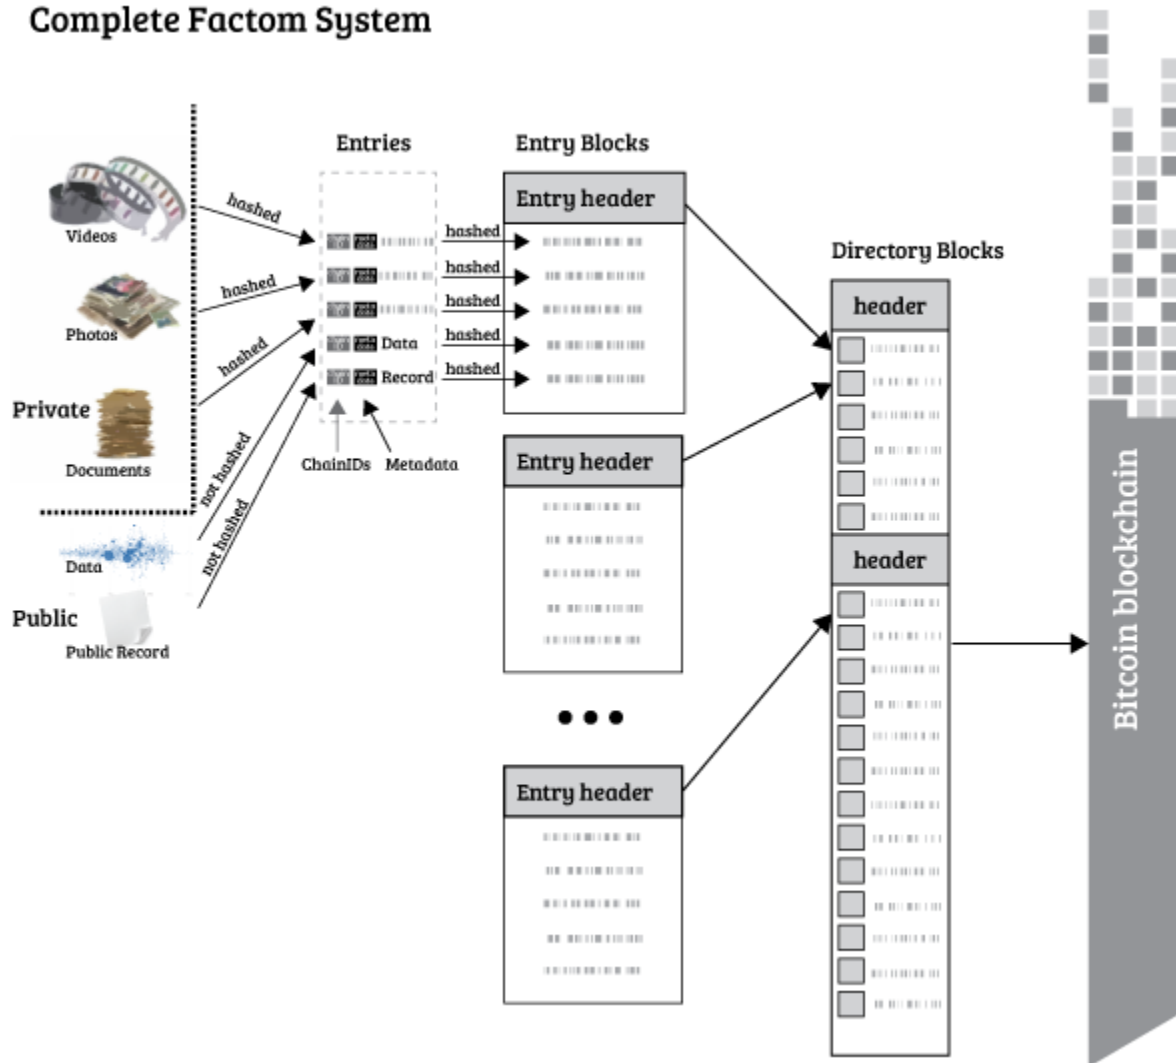 Complete Factom System
Entries
Entry Blocks
Directory Blocks
Videos
Photos
Private
Documents
Data
Public
Public Record
hashed
hashed
hashed
not hashed
not hashed
Data
Record
ChainIDs
Metadata
hashed
hashed
hashed
hashed
hashed
Entry header
Entry header
Entry header
header
header
Bitcoin blockchain